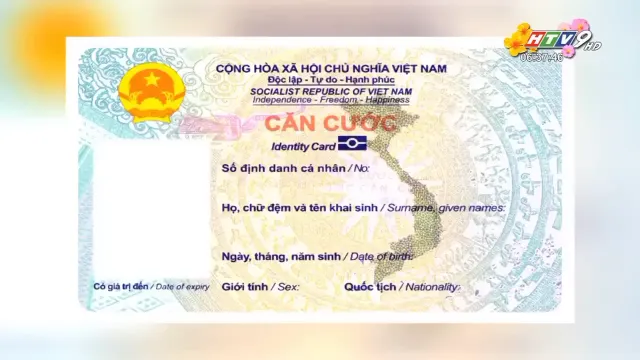 HTV9 HD
06:37:46
CỘNG HÒA XÃ HỘI CHỦ NGHĨA VIỆT NAM
Độc lập - Tự do - Hạnh phúc
SOCIALIST REPUBLIC OF VIET NAM
Independence - Freedom - Happiness
CĂN CƯỚC
Identity Card
Số định danh cá nhân / No:
Họ, chữ đệm và tên khai sinh / Surname, given names:
Ngày, tháng, năm sinh / Date of birth:
Giới tính / Sex: Quốc tịch / Nationality:
Có giá trị đến / Date of expiry